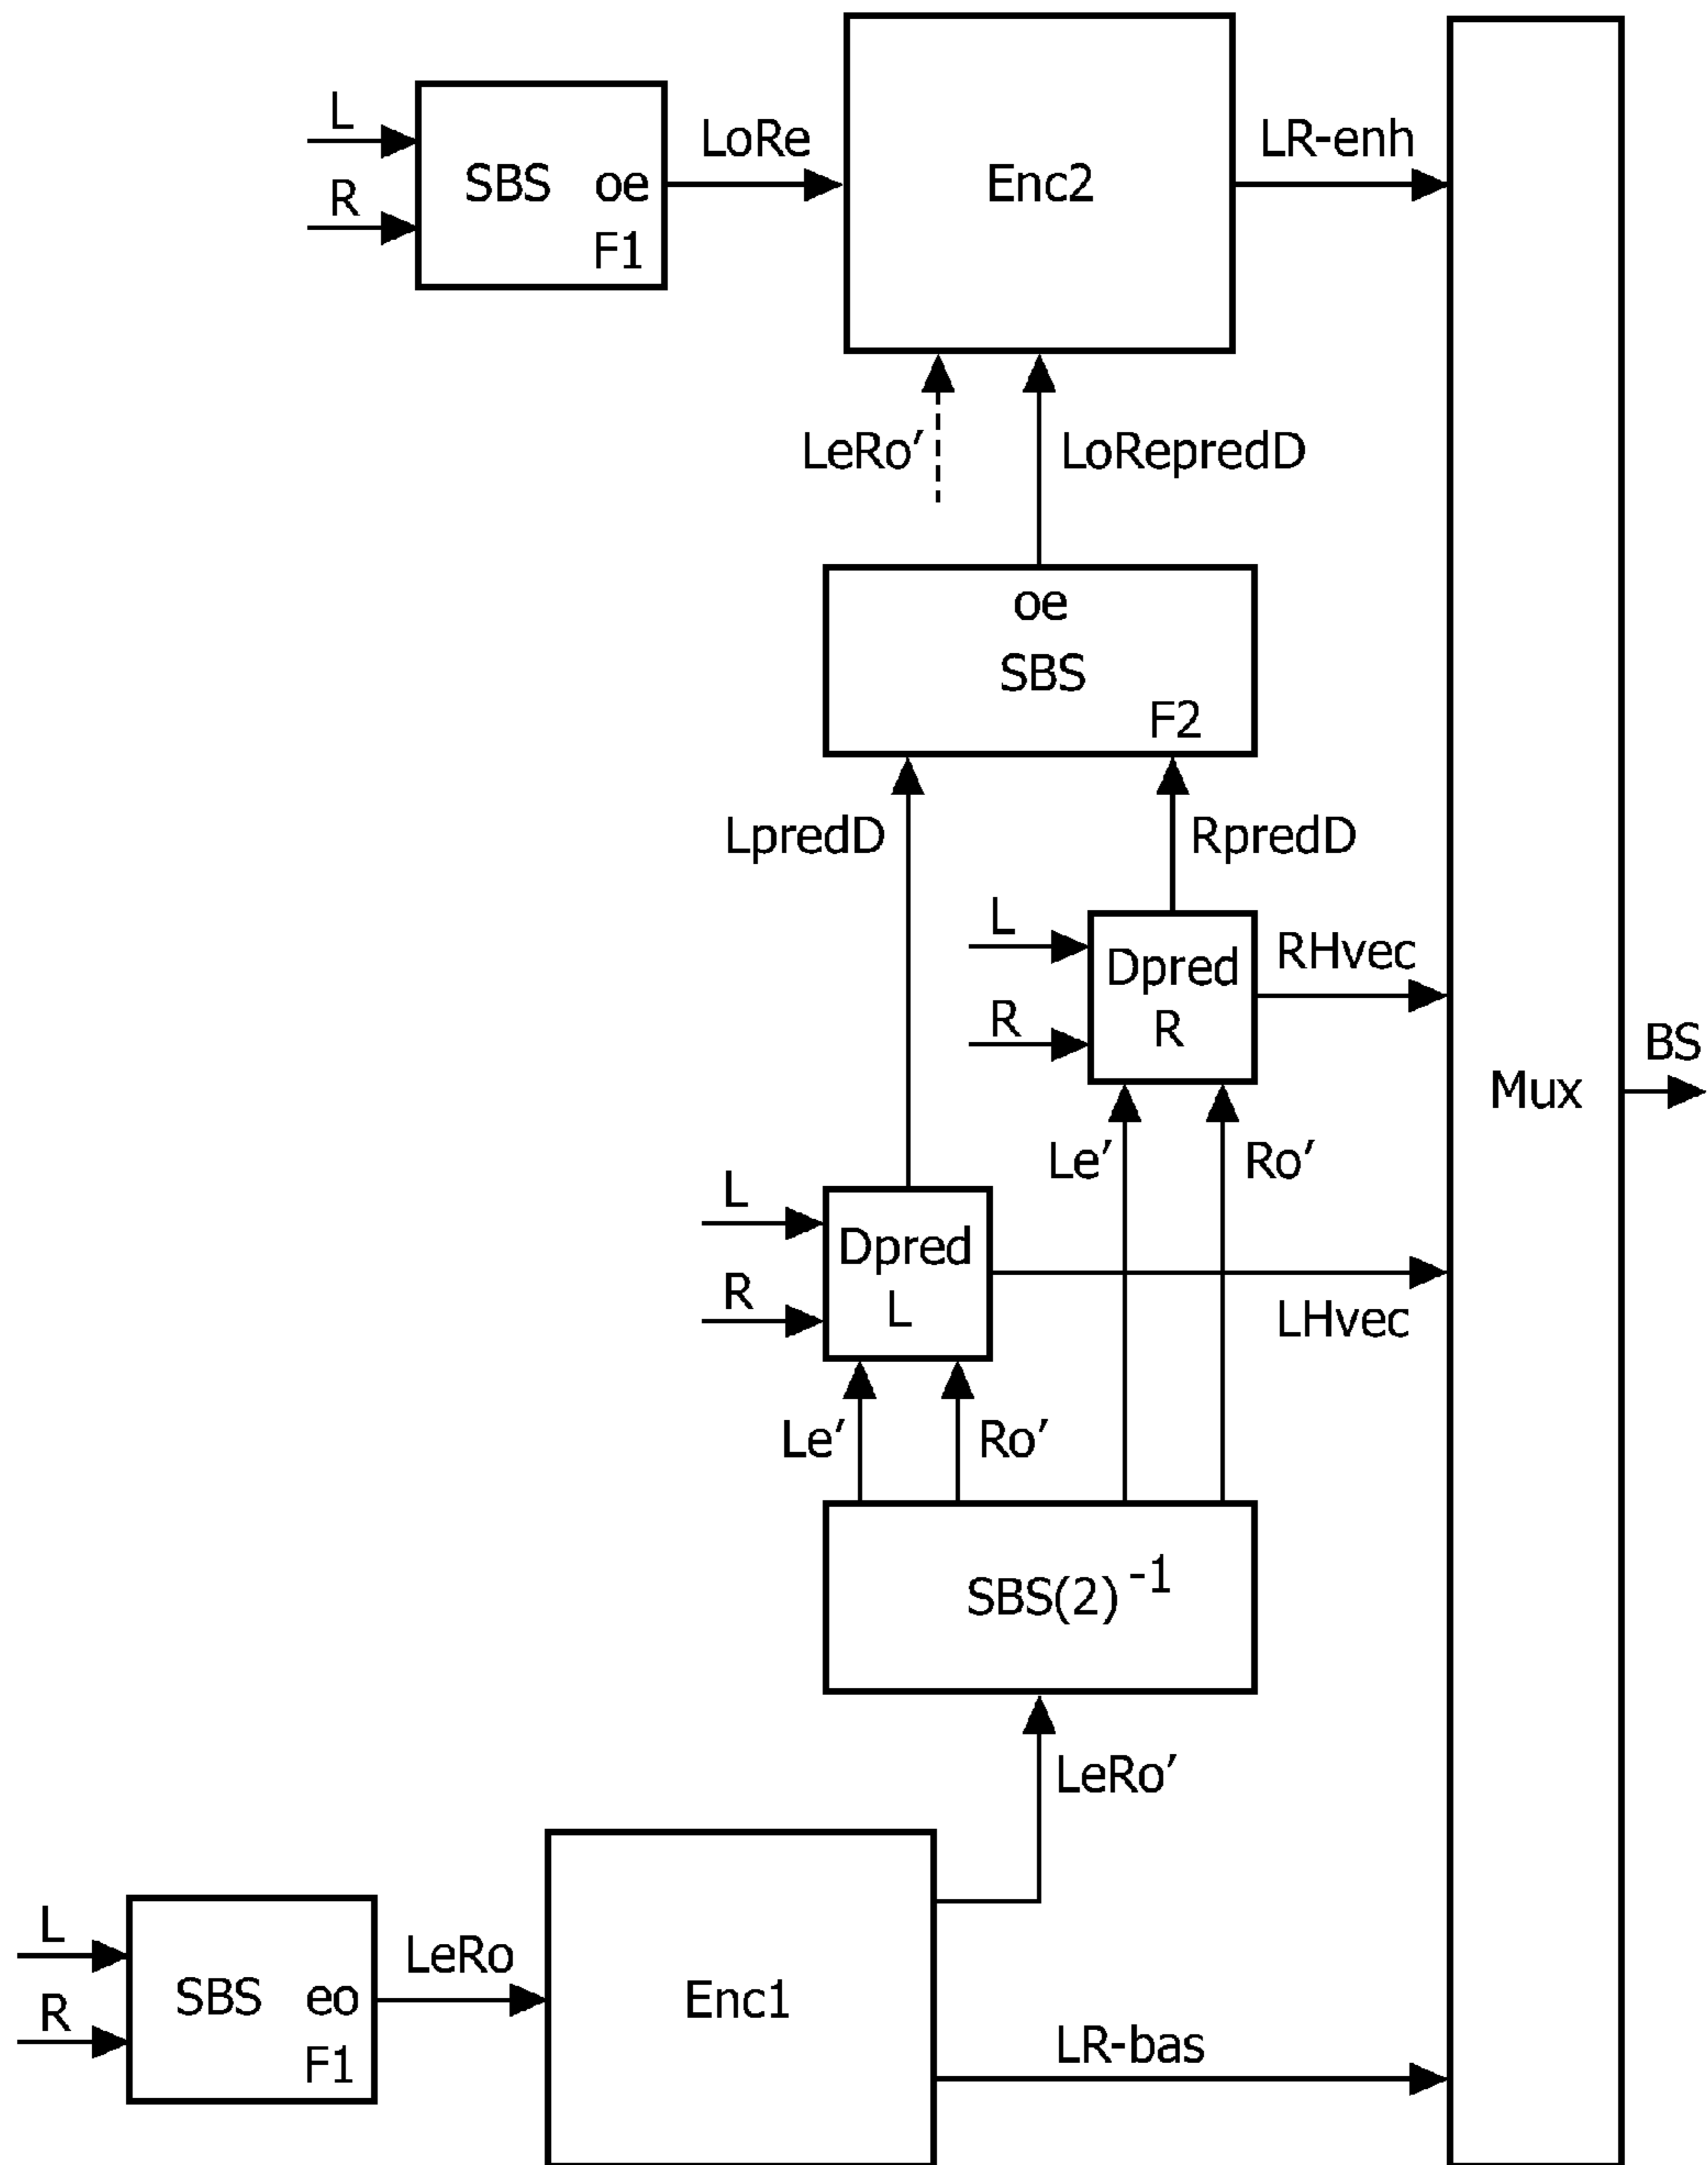 L
R
SBS oe
F1
LoRe
Enc2
LR-enh
LeRo’
LoRepredD
oe
SBS
F2
LpredD
RpredD
L
R
Dpred
R
RHvec
Mux
BS
Le’
Ro’
L
R
Dpred
L
LHvec
Le’
Ro’
SBS(2)-1
LeRo’
L
R
SBS eo
F1
LeRo
Enc1
LR-bas